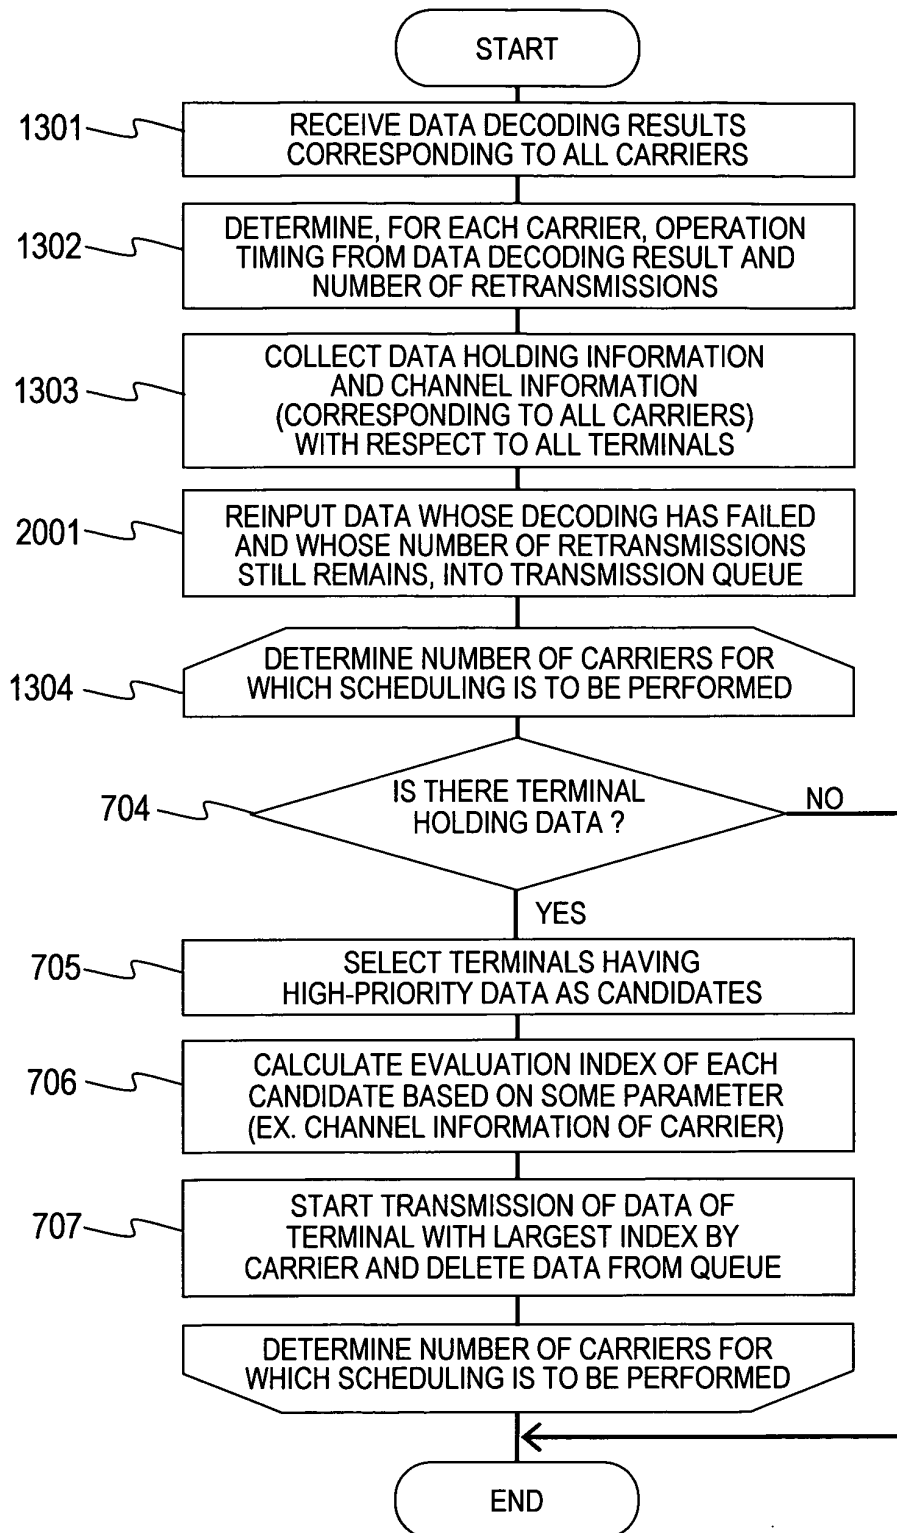 START
1301
RECEIVE DATA DECODING RESULTS
CORRESPONDING TO ALL CARRIERS
1302
DETERMINE, FOR EACH CARRIER, OPERATION
TIMING FROM DATA DECODING RESULT AND
NUMBER OF RETRANSMISSIONS
1303
COLLECT DATA HOLDING INFORMATION
AND CHANNEL INFORMATION
(CORRESPONDING TO ALL CARRIERS)
WITH RESPECT TO ALL TERMINALS
2001
REINPUT DATA WHOSE DECODING HAS FAILED
AND WHOSE NUMBER OF RETRANSMISSIONS
STILL REMAINS, INTO TRANSMISSION QUEUE
1304
DETERMINE NUMBER OF CARRIERS FOR
WHICH SCHEDULING IS TO BE PERFORMED
704
IS THERE TERMINAL
HOLDING DATA ?
NO
YES
705
SELECT TERMINALS HAVING
HIGH-PRIORITY DATA AS CANDIDATES
706
CALCULATE EVALUATION INDEX OF EACH
CANDIDATE BASED ON SOME PARAMETER
(EX. CHANNEL INFORMATION OF CARRIER)
707
START TRANSMISSION OF DATA OF
TERMINAL WITH LARGEST INDEX BY
CARRIER AND DELETE DATA FROM QUEUE
DETERMINE NUMBER OF CARRIERS FOR
WHICH SCHEDULING IS TO BE PERFORMED
END